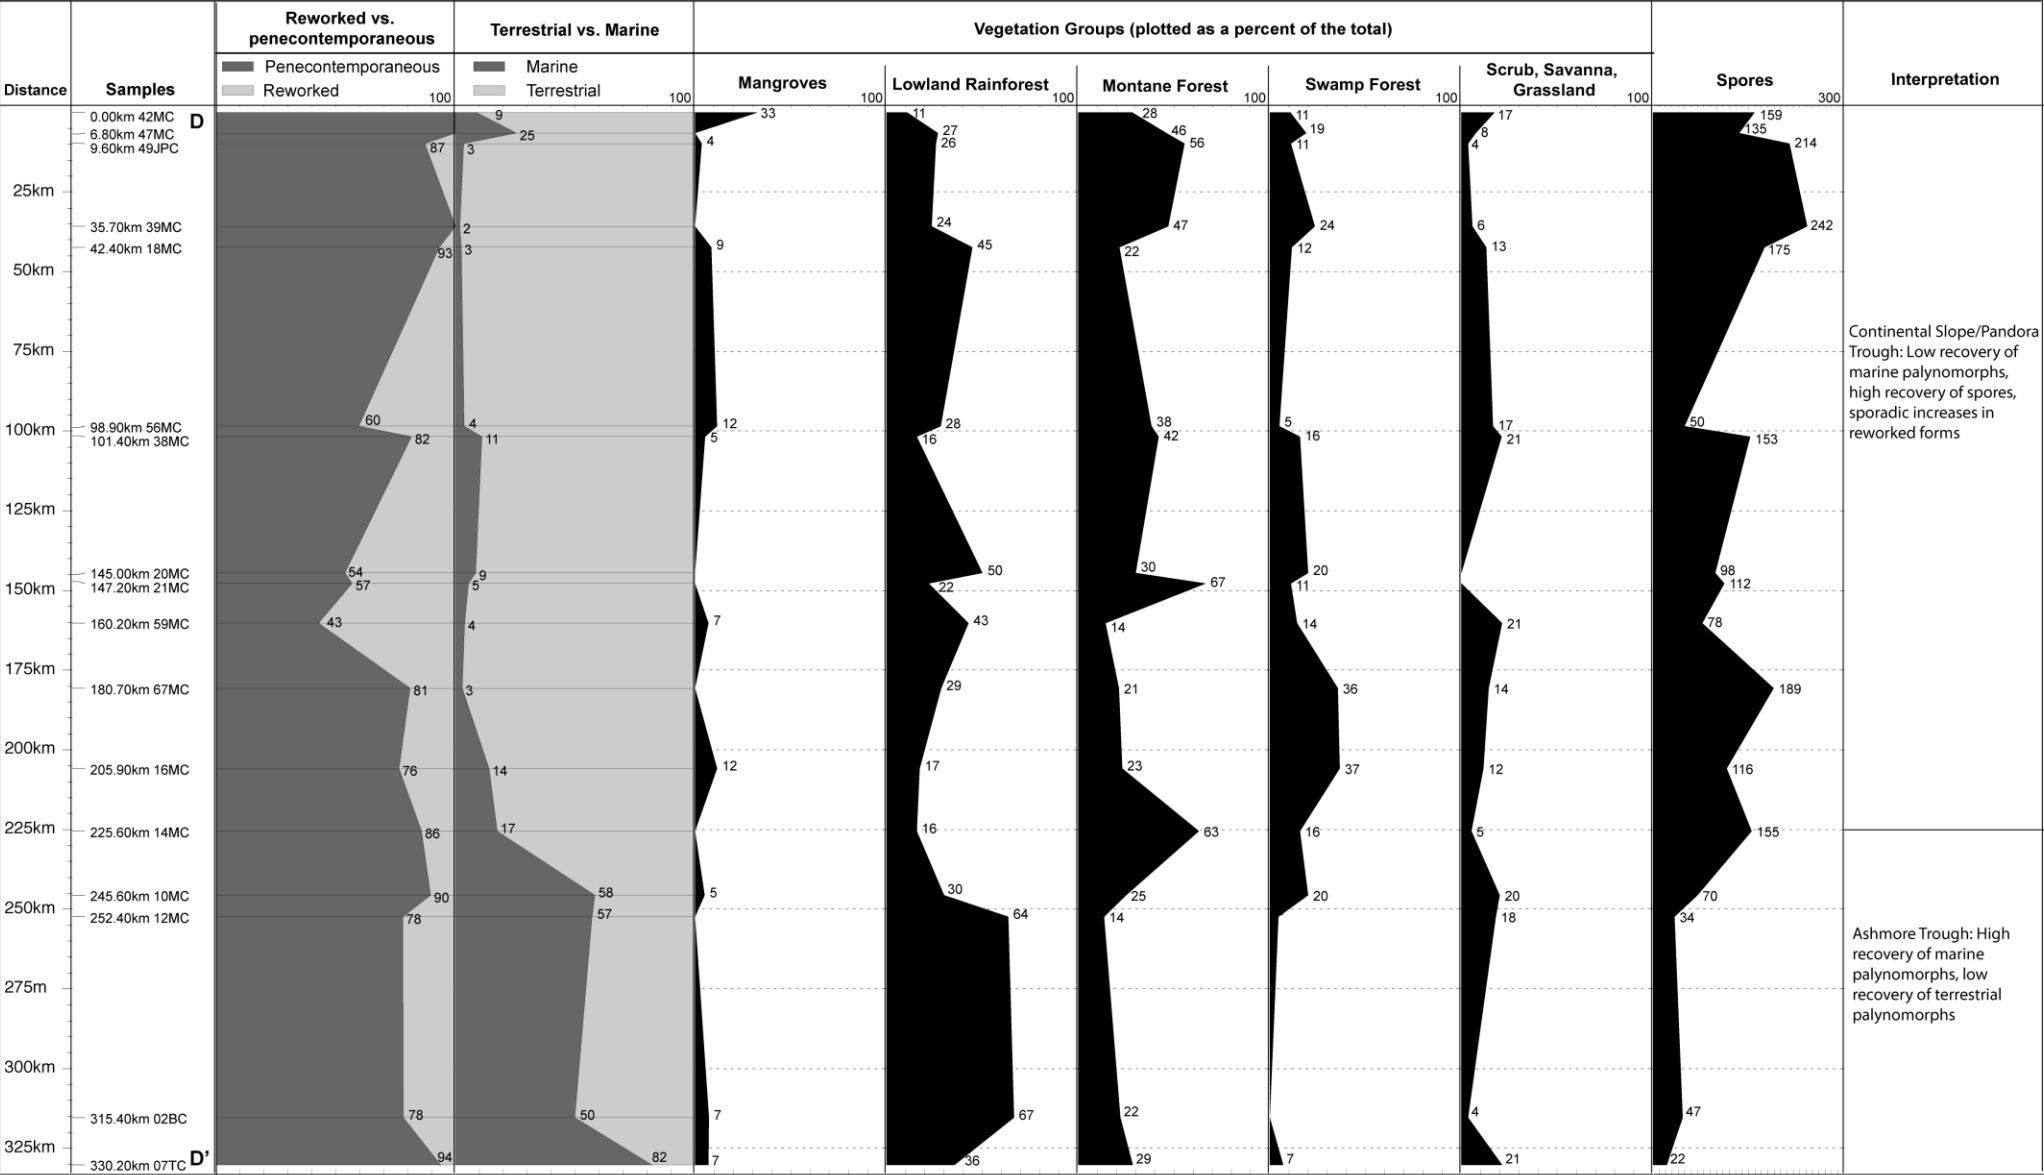 Reworked vs.
penecontemporaneous
Terrestrial vs. Marine
Vegetation Groups (plotted as a percent of the total)
Penecontemporaneous
Reworked
Marine
Terrestrial
Distance
Samples
Mangroves
Lowland Rainforest
Montane Forest
Swamp Forest
Scrub, Savanna,
Grassland
Spores
Interpretation
100 100 100 100 100 100 100 300
0.00km 42MC D 9 33 11 28 11 17 159
6.80km 47MC 25 27 46 19 8 135
9.60km 49JPC 87 3 4 26 56 11 4 214
25km
35.70km 39MC 2 24 47 24 6 242
42.40km 18MC 93 3 9 45 22 12 13 175
50km
75km
98.90km 56MC 60 4 12 28 38 5 17 50
100km
101.40km 38MC 82 11 5 16 42 16 21 153
125km
145.00km 20MC 54 9 50 30 20 98
147.20km 21MC 57 5 22 67 11 112
150km
160.20km 59MC 43 4 7 43 14 14 21 78
175km
180.70km 67MC 81 3 29 21 36 14 189
200km
205.90km 16MC 76 14 12 17 23 37 12 116
225km
225.60km 14MC 86 17 16 63 16 5 155
245.60km 10MC 90 58 5 30 25 20 20 70
250km
252.40km 12MC 78 57 64 14 18 34
275m
300km
315.40km 02BC 78 50 7 67 22 4 47
325km
330.20km 07TC D' 94 82 7 36 29 7 21 22
Continental Slope/Pandora
Trough: Low recovery of
marine palynomorphs,
high recovery of spores,
sporadic increases in
reworked forms
Ashmore Trough: High
recovery of marine
palynomorphs, low
recovery of terrestrial
palynomorphs